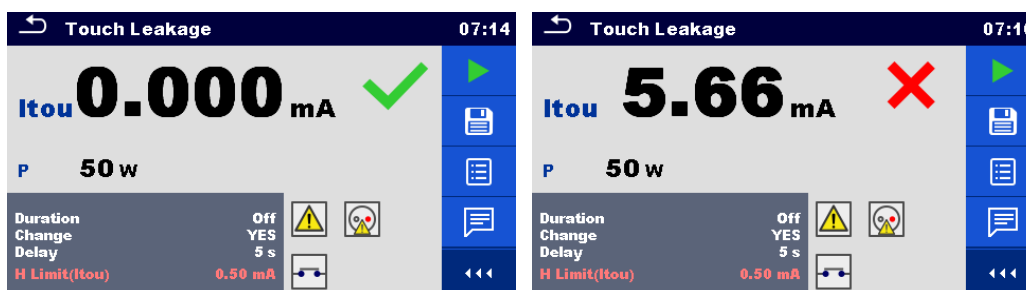 Touch Leakage 07:14
Itou 0.000 mA
P 50 W
Duration Off
Change YES
Delay 5 s
H Limit(Itou) 0.50 mA
Touch Leakage 07:16
Itou 5.66 mA
P 50 W
Duration Off
Change YES
Delay 5 s
H Limit(Itou) 0.50 mA